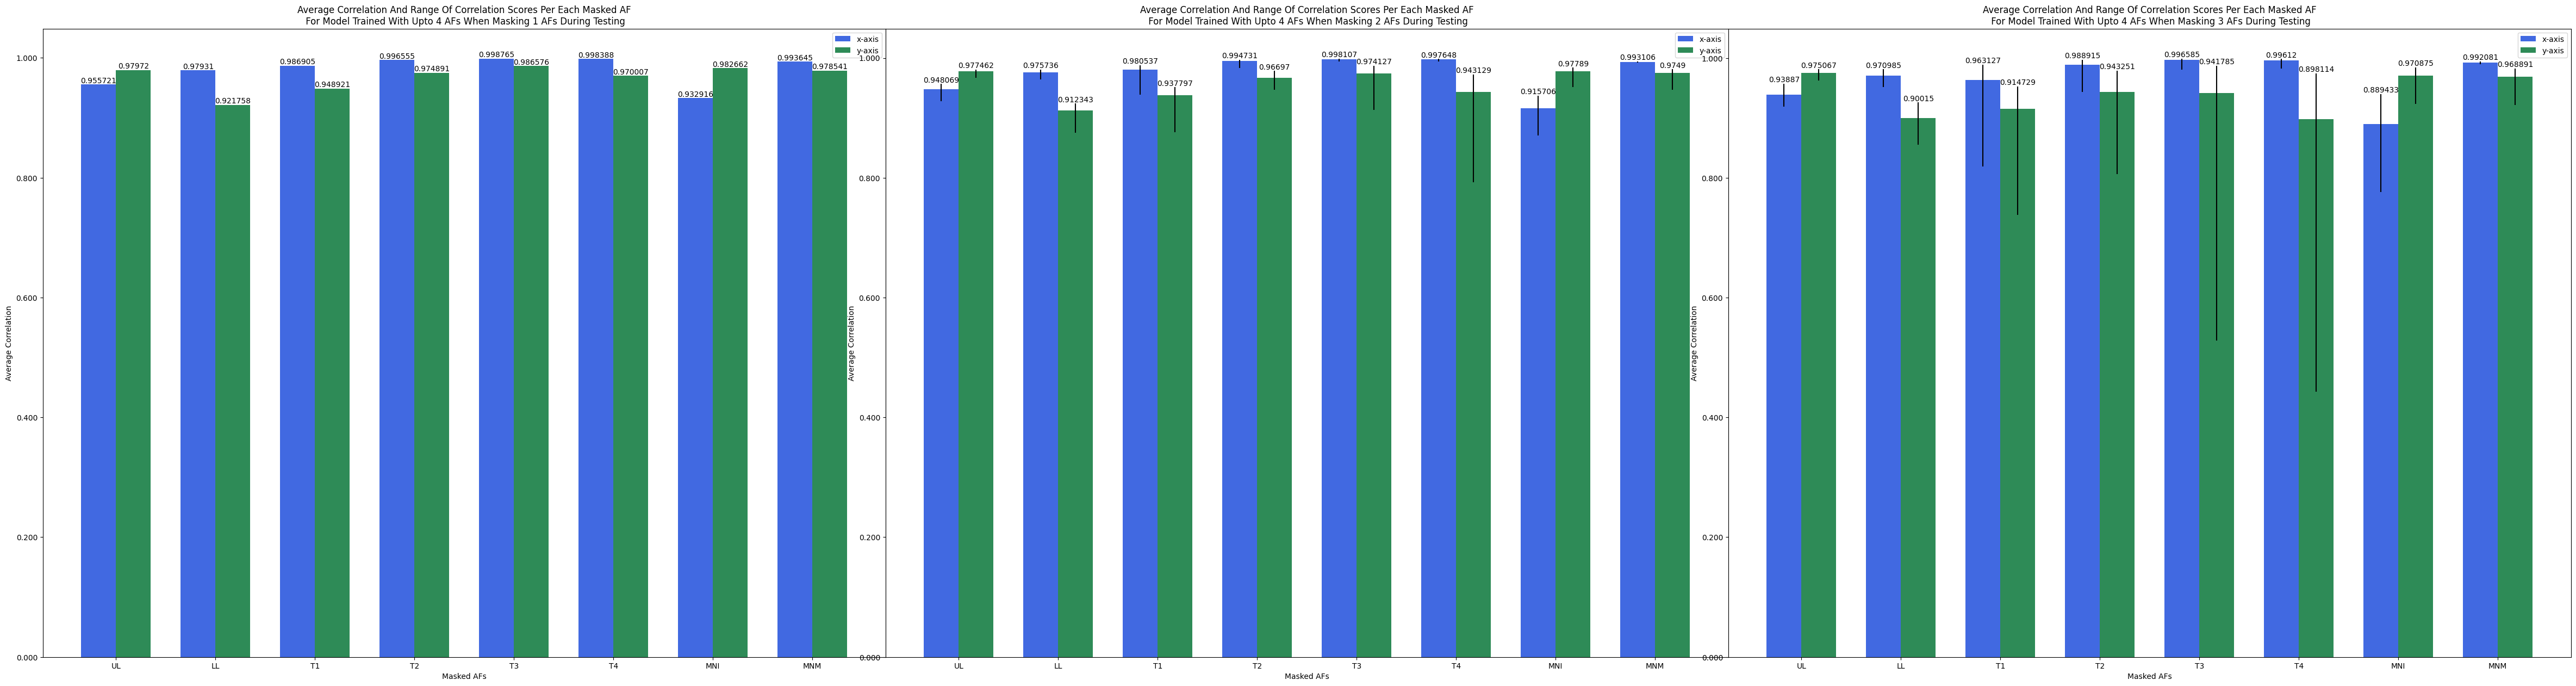 Average Correlation And Range Of Correlation Scores Per Each Masked AF
For Model Trained With Upto 4 AFs When Masking 1 AFs During Testing
x-axis
y-axis
1.000
0.800
0.600
0.400
0.200
0.000
Average Correlation
0.955721
0.97972
0.97931
0.921758
0.986905
0.948921
0.996555
0.974891
0.998765
0.986576
0.998388
0.970007
0.932916
0.982662
0.993645
0.978541
UL
LL
T1
T2
T3
T4
MNI
MNM
Masked AFs
Average Correlation And Range Of Correlation Scores Per Each Masked AF
For Model Trained With Upto 4 AFs When Masking 2 AFs During Testing
x-axis
y-axis
1.000
0.800
0.600
0.400
0.200
0.000
Average Correlation
0.948069
0.977462
0.975736
0.912343
0.980537
0.937797
0.994731
0.96697
0.998107
0.974127
0.997648
0.943129
0.915706
0.97789
0.993106
0.9749
UL
LL
T1
T2
T3
T4
MNI
MNM
Masked AFs
Average Correlation And Range Of Correlation Scores Per Each Masked AF
For Model Trained With Upto 4 AFs When Masking 3 AFs During Testing
x-axis
y-axis
1.000
0.800
0.600
0.400
0.200
0.000
Average Correlation
0.93887
0.975067
0.970985
0.90015
0.963127
0.914729
0.988915
0.943251
0.996585
0.941785
0.99612
0.898114
0.889433
0.970875
0.992081
0.968891
UL
LL
T1
T2
T3
T4
MNI
MNM
Masked AFs